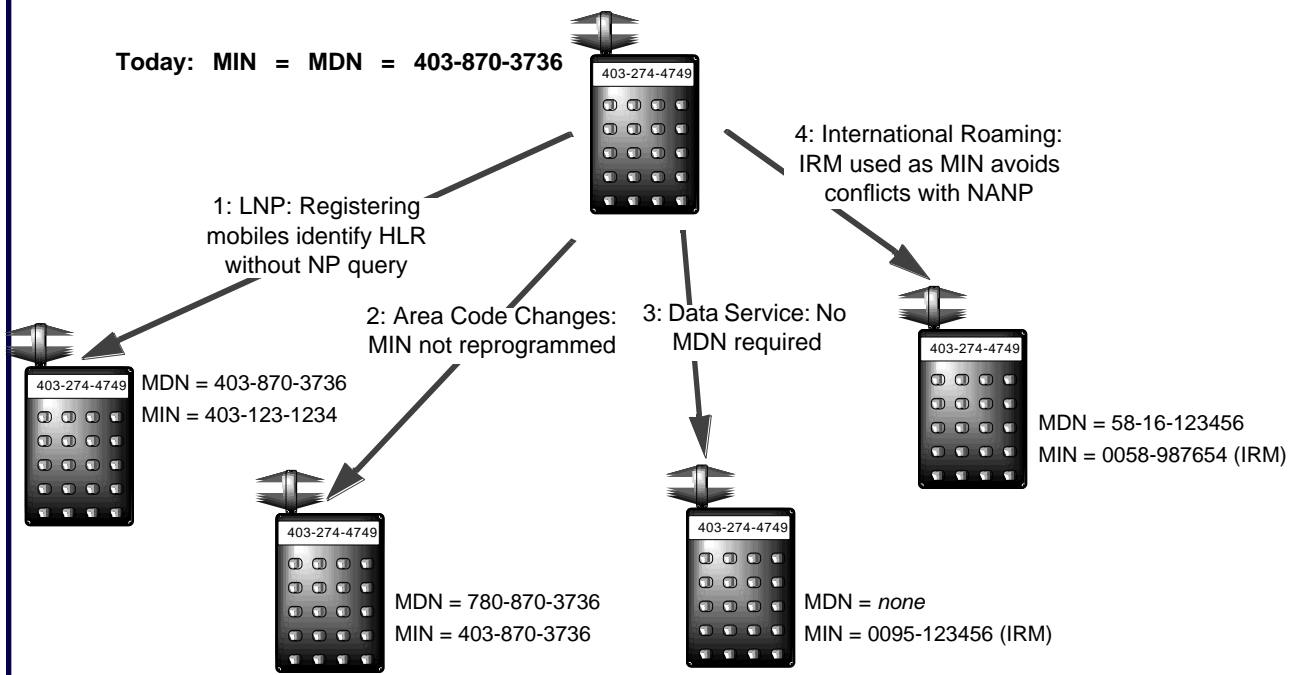 Today: MIN = MDN = 403-870-3736
403-274-4749
4: International Roaming:
IRM used as MIN avoids
conflicts with NANP
1: LNP: Registering
mobiles identify HLR
without NP query
2: Area Code Changes:
MIN not reprogrammed
3: Data Service: No
MDN required
403-274-4749
MDN = 403-870-3736
MIN = 403-123-1234
403-274-4749
MDN = 780-870-3736
MIN = 403-870-3736
403-274-4749
MDN = none
MIN = 0095-123456 (IRM)
403-274-4749
MDN = 58-16-123456
MIN = 0058-987654 (IRM)